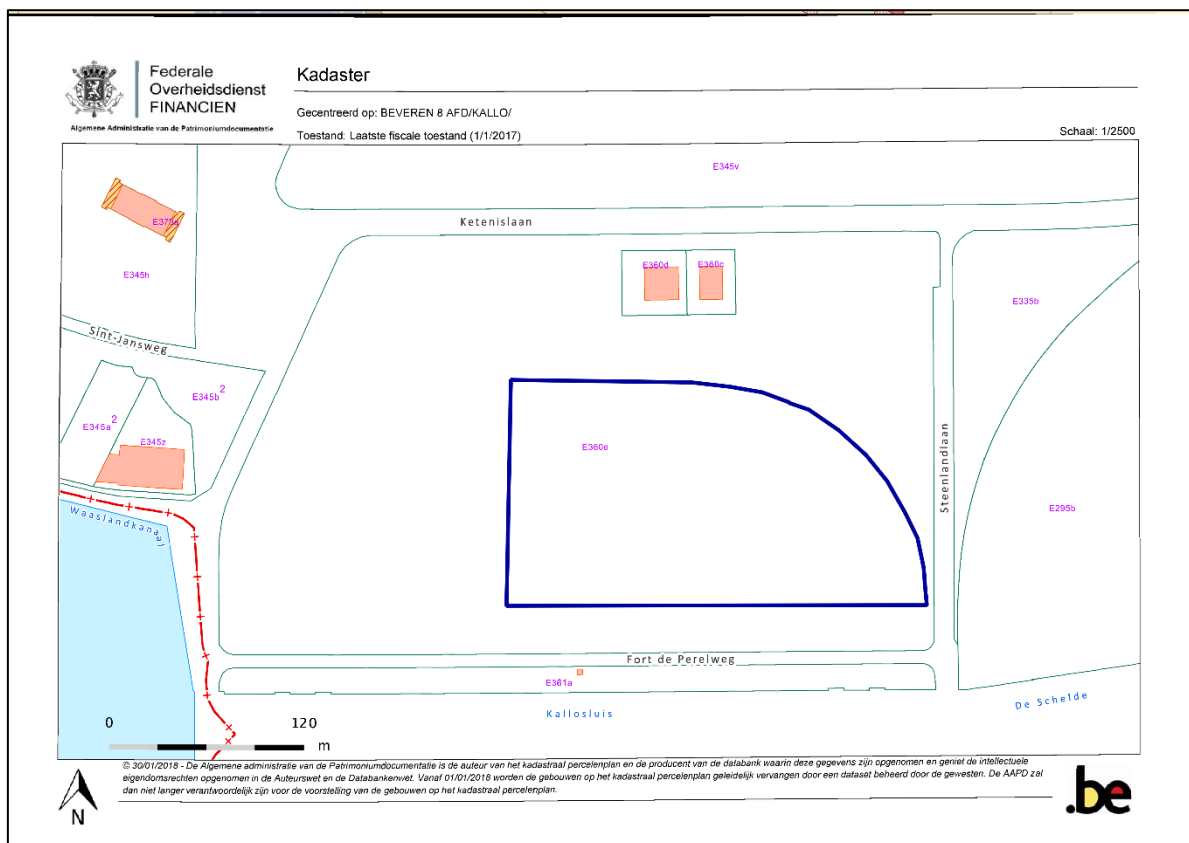 Federale
Overheidsdienst
FINANCIEN
Algemene Administratie van de Patrimoniumdocumentatie
Kadaster
Gecentreerd op: BEVEREN 8 AFD/KALLO/
Toestand: Laatste fiscale toestand (1/1/2017)
Schaal: 1/2500
E345v
Ketenislaan
E373a
E360d
E360c
E345h
E335b
Sint-Jansweg
E345b2
E345a2
E345z
E360e
Steenlandlaan
E295b
Waaslandkanaal
Fort de Perelweg
E361a
Kallosluis
De Schelde
0 120
m
© 30/01/2018 - De Algemene administratie van de Patrimoniumdocumentatie is de auteur van het kadastraal percelenplan en de producent van de databank waarin deze gegevens zijn opgenomen en geniet de intellectuele
eigendomsrechten opgenomen in de Auteurswet en de Databankenwet. Vanaf 01/01/2018 worden de gebouwen op het kadastraal percelenplan geleidelijk vervangen door een dataset beheerd door de gewesten. De AAPD zal
dan niet langer verantwoordelijk zijn voor de voorstelling van de gebouwen op het kadastraal percelenplan.
N
.be